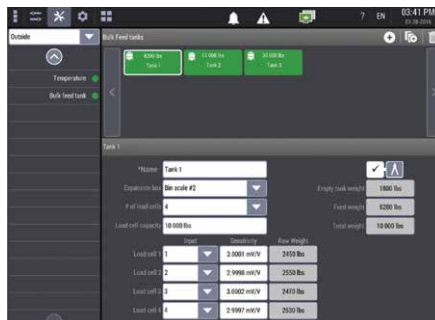 ? EN 03:41 PM
Outside
Bulk Feed tanks
8200 lbs
Tank 1
Tank 2
Tank 3
Temperature
Bulk feed tank
Tank 1
*Name Tank 1
Expansion box Bin scale #2
Empty tank weight 1800 lbs
# of load cells 4
Feed weight 8200 lbs
Load cell capacity 10 000 lbs
Total weight 10 000 lbs
Input Sensitivity Raw Weight
Load cell 1 1 3.0001 mV/V 2450 lbs
Load cell 2 2 2.9998 mV/V 2550 lbs
Load cell 3 3 3.0002 mV/V 2470 lbs
Load cell 4 4 2.9997 mV/V 2530 lbs